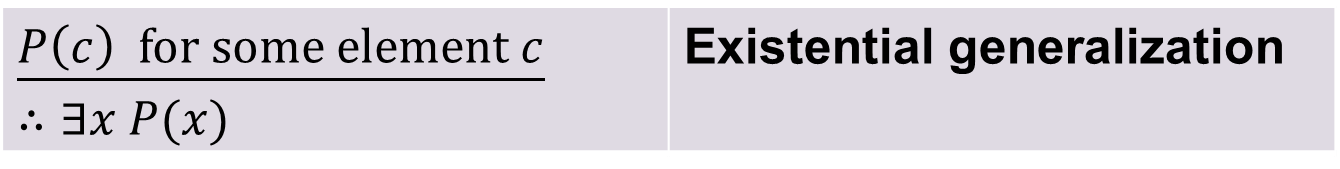 P(c) for some element c
∴ ∃x P(x)
Existential generalization